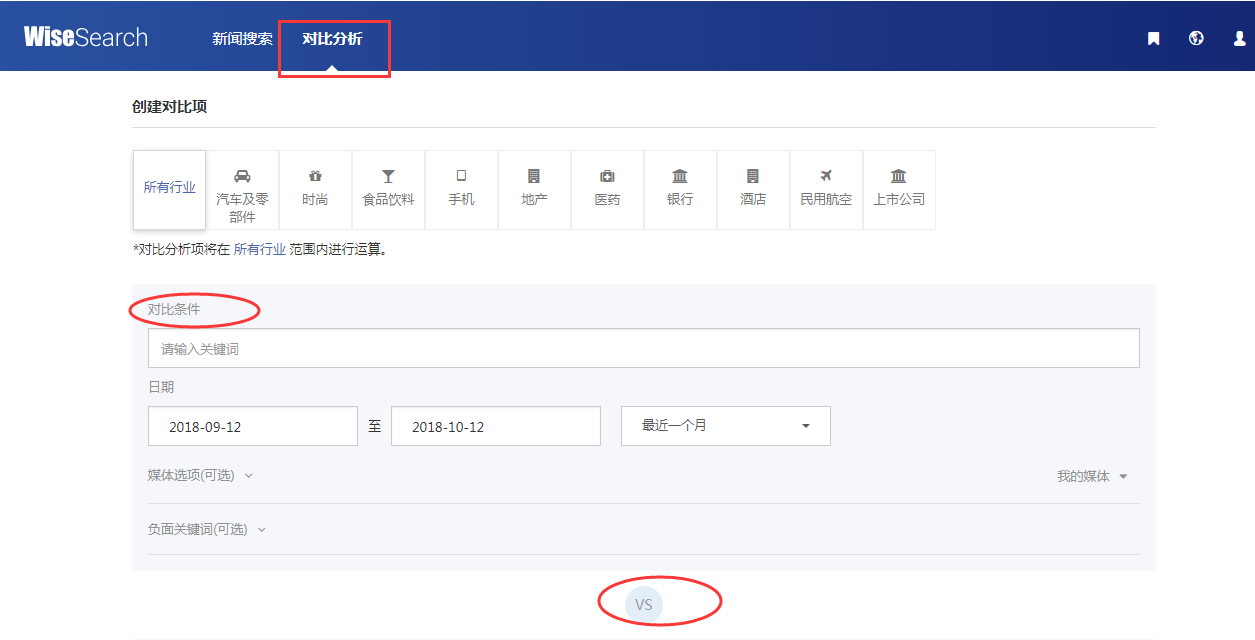 WiseSearch
新闻搜索
对比分析
创建对比项
所有行业
汽车及零
部件
时尚
食品饮料
手机
地产
医药
银行
酒店
民用航空
上市公司
*对比分析项将在 所有行业 范围内进行运算。
对比条件
请输入关键词
日期
2018-09-12 至 2018-10-12 最近一个月
媒体选项(可选) 我的媒体
负面关键词(可选)
VS